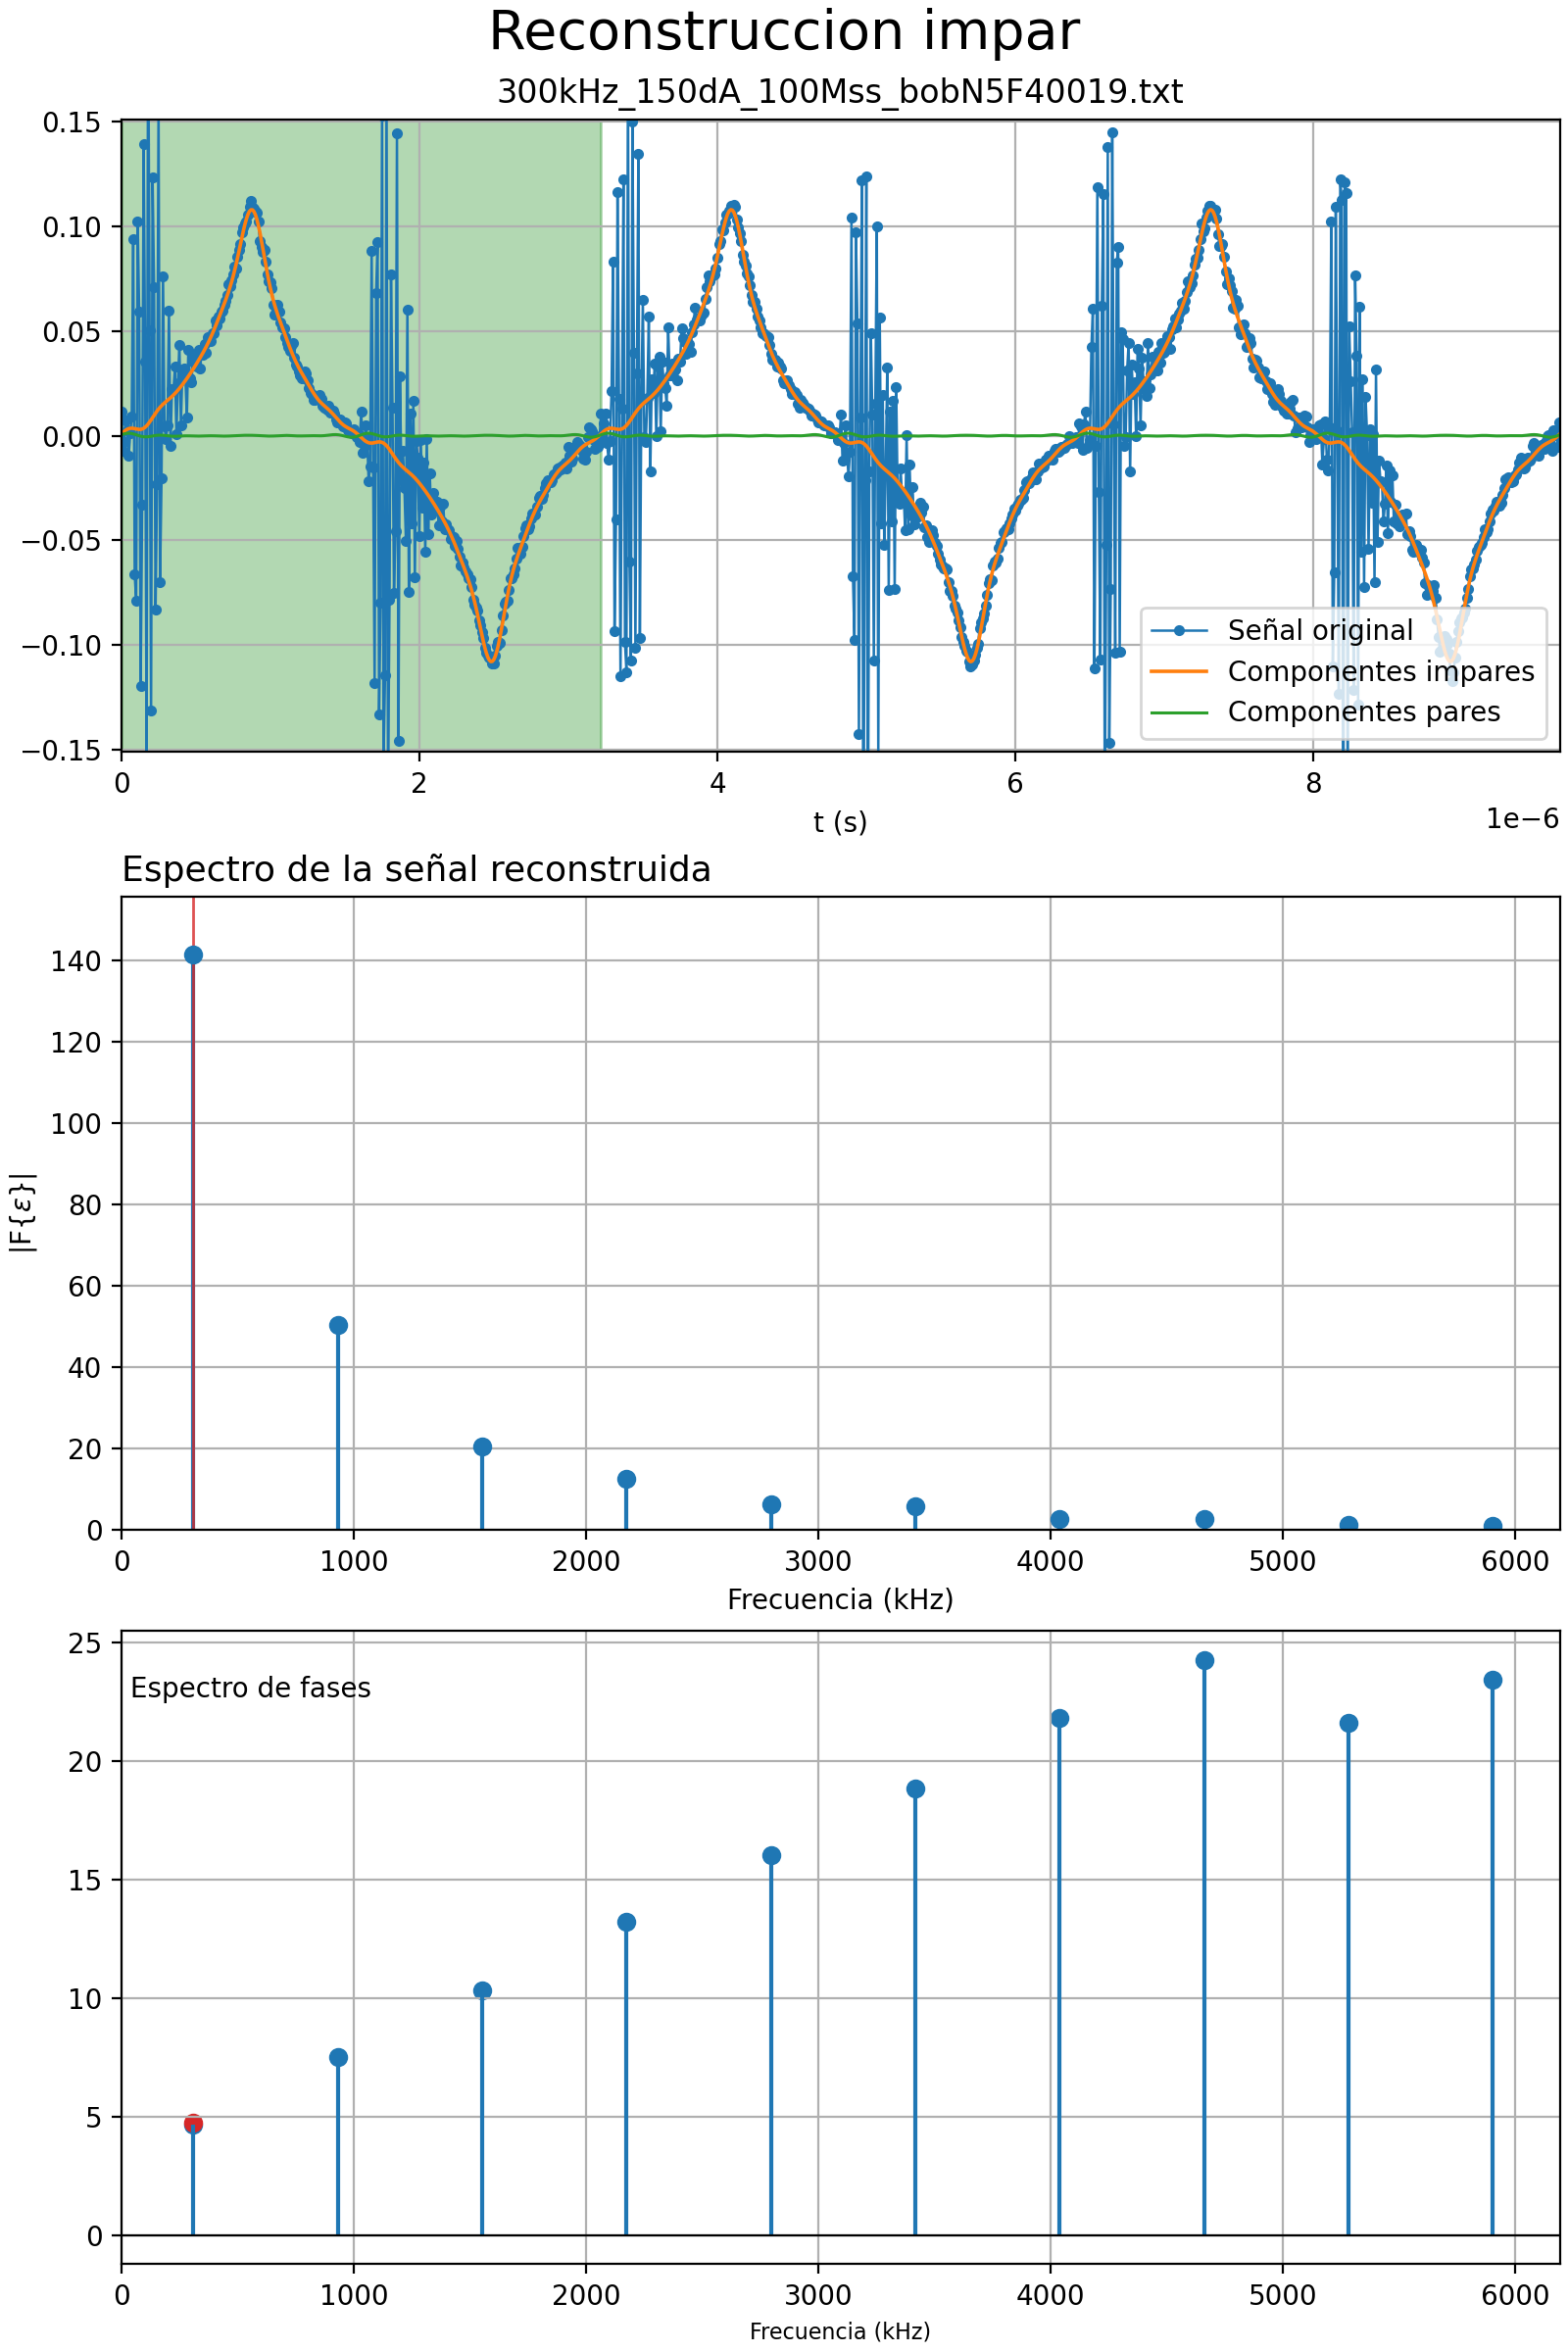 Reconstruccion impar
300kHz_150dA_100Mss_bobN5F40019.txt
0.15
0.10
0.05
0.00
−0.05
−0.10
−0.15
Señal original
Componentes impares
Componentes pares
0 2 4 6 8
t (s)
1e−6
Espectro de la señal reconstruida
|F{ε}|
140
120
100
80
60
40
20
0
0 1000 2000 3000 4000 5000 6000
Frecuencia (kHz)
Espectro de fases
25
20
15
10
5
0
0 1000 2000 3000 4000 5000 6000
Frecuencia (kHz)